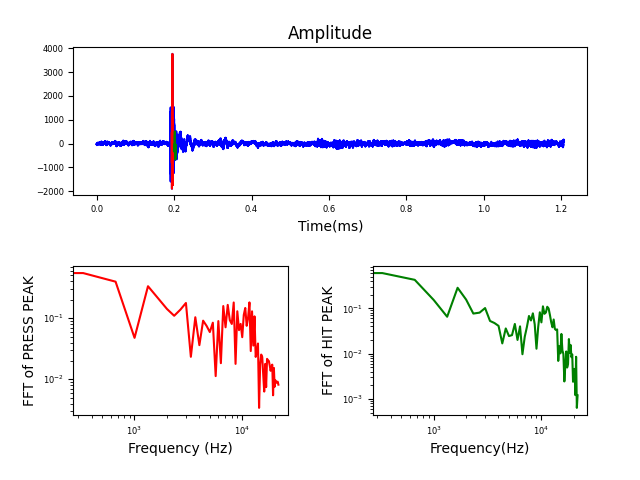 Amplitude
4000
3000
2000
1000
0
−1000
−2000
0.0 0.2 0.4 0.6 0.8 1.0 1.2
Time(ms)
FFT of PRESS PEAK
10⁻¹
10⁻²
10³ 10⁴
Frequency (Hz)
FFT of HIT PEAK
10⁻¹
10⁻²
10⁻³
10³ 10⁴
Frequency(Hz)